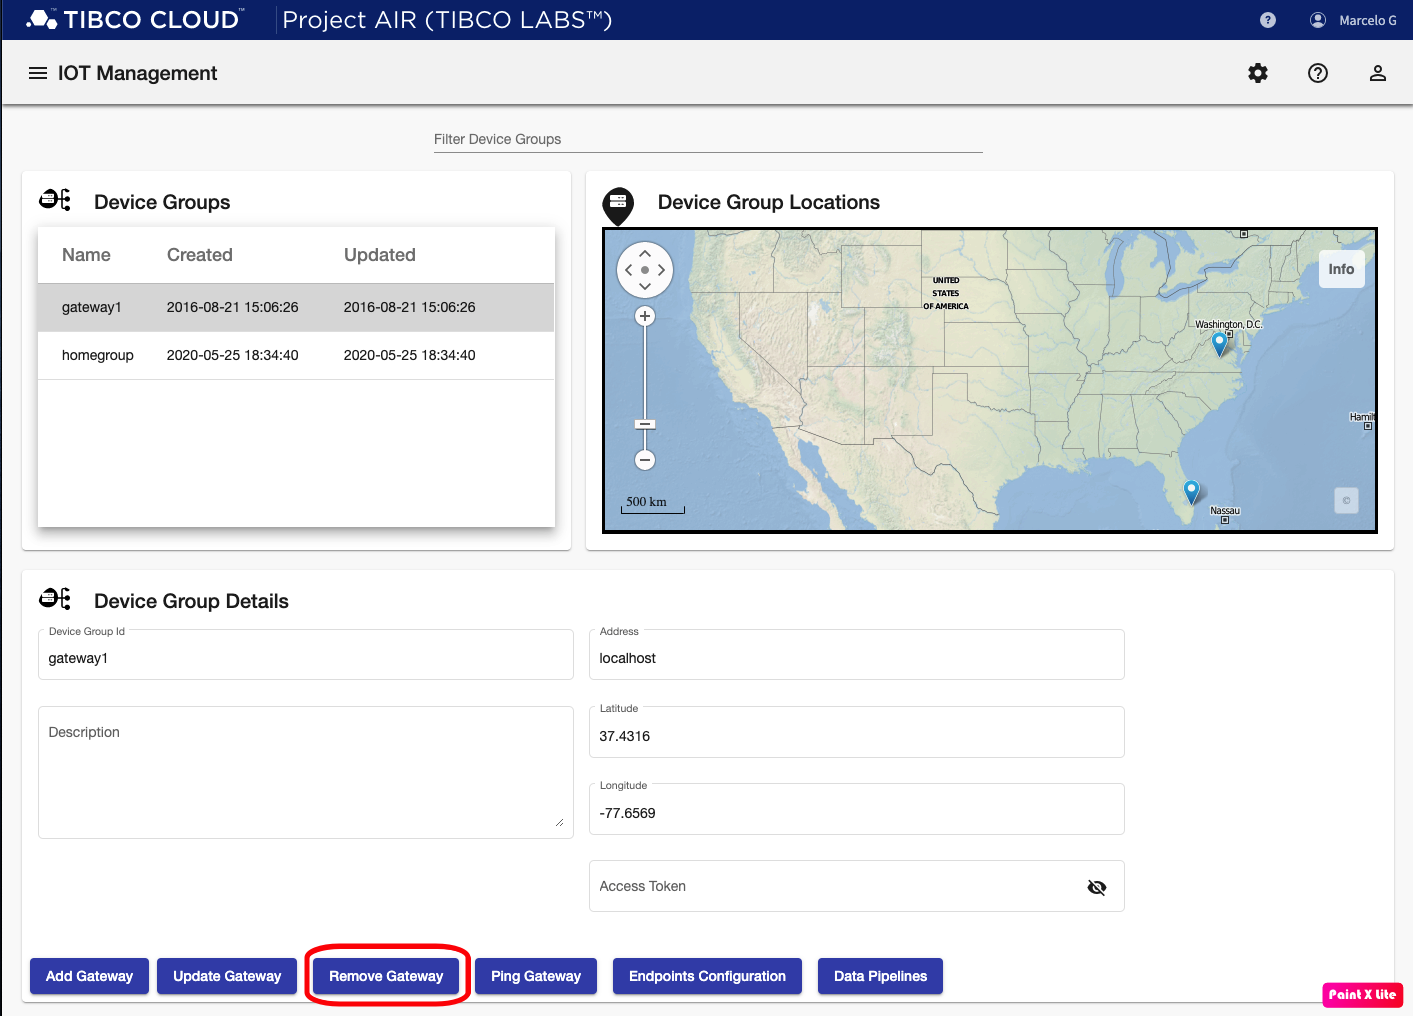 TIBCO CLOUD™ Project AIR (TIBCO LABS™) ? Marcelo G
IOT Management
Filter Device Groups
Device Groups
Name Created Updated
gateway1 2016-08-21 15:06:26 2016-08-21 15:06:26
homegroup 2020-05-25 18:34:40 2020-05-25 18:34:40
Device Group Locations
UNITED
STATES
OF AMERICA
Info
Washington, D.C.
Hamilt
500 km
Nassau
©
Device Group Details
Device Group Id
gateway1
Address
localhost
Description
Latitude
37.4316
Longitude
-77.6569
Access Token
Add Gateway Update Gateway Remove Gateway Ping Gateway Endpoints Configuration Data Pipelines
Paint X Lite